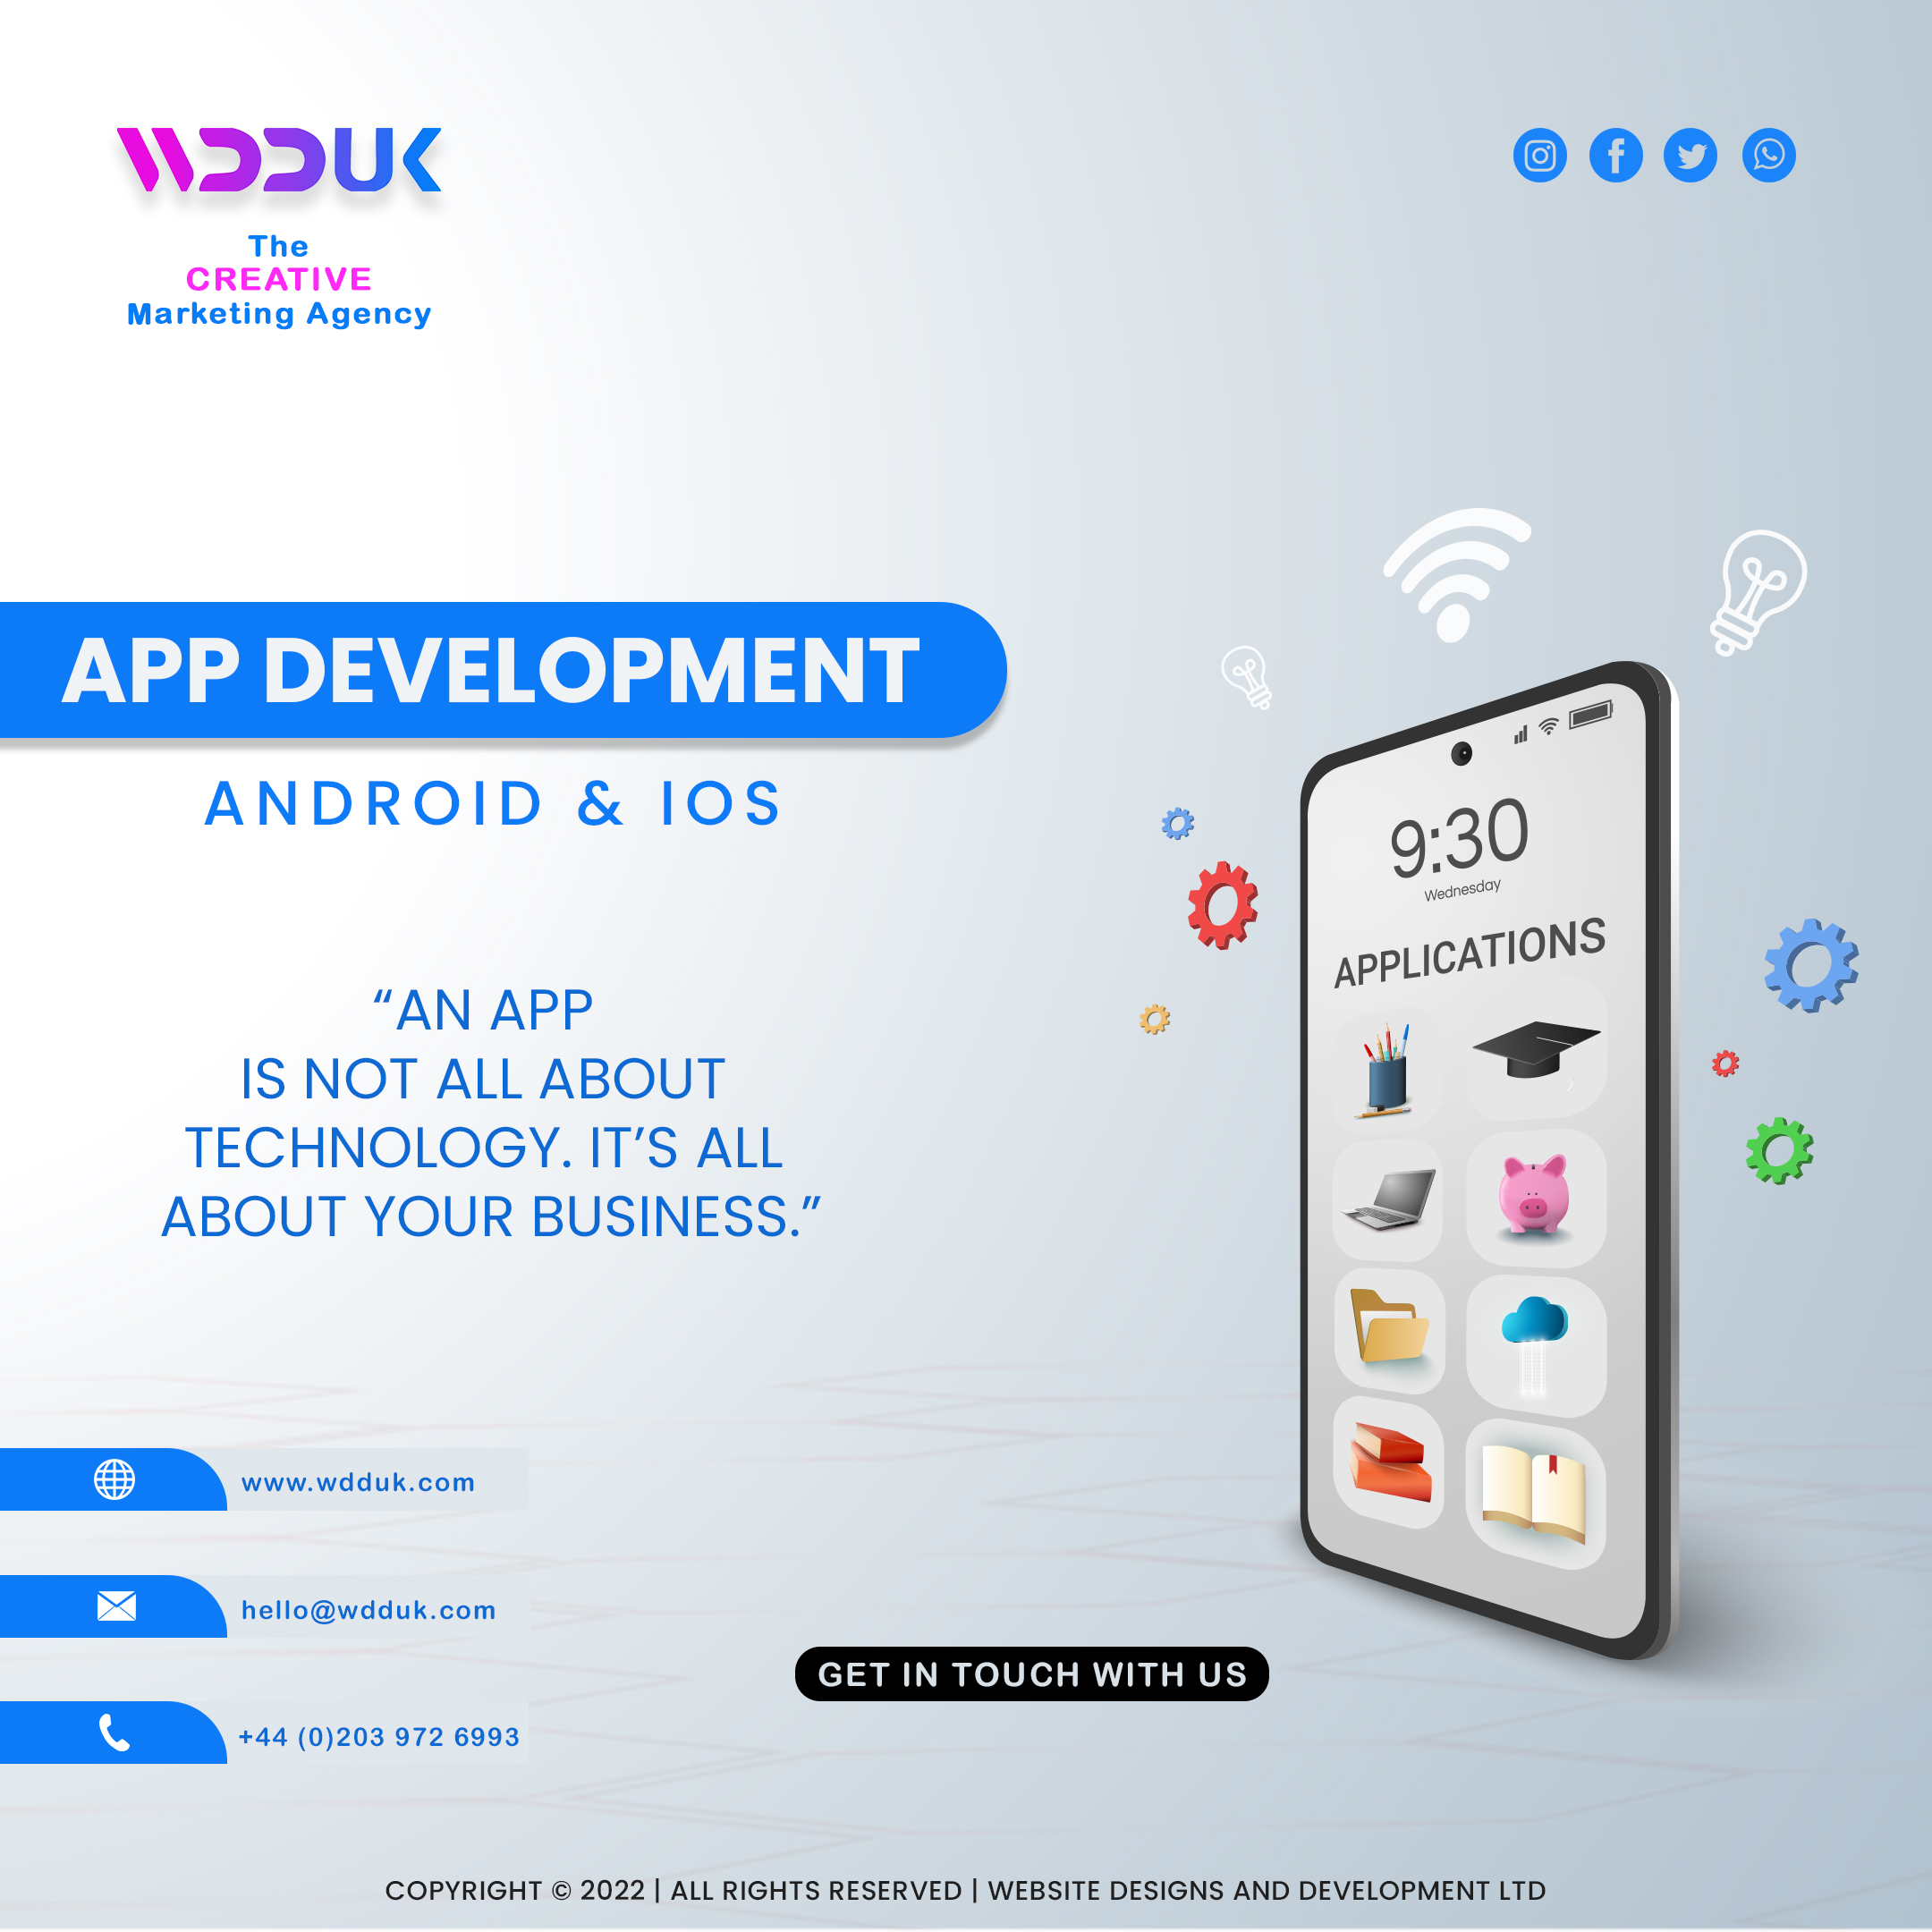 WDDUK
The
CREATIVE
Marketing Agency
APP DEVELOPMENT
ANDROID & IOS
“AN APP
IS NOT ALL ABOUT
TECHNOLOGY. IT’S ALL
ABOUT YOUR BUSINESS.”
9:30
Wednesday
APPLICATIONS
www.wdduk.com
hello@wdduk.com
+44 (0)203 972 6993
GET IN TOUCH WITH US
COPYRIGHT © 2022 | ALL RIGHTS RESERVED | WEBSITE DESIGNS AND DEVELOPMENT LTD